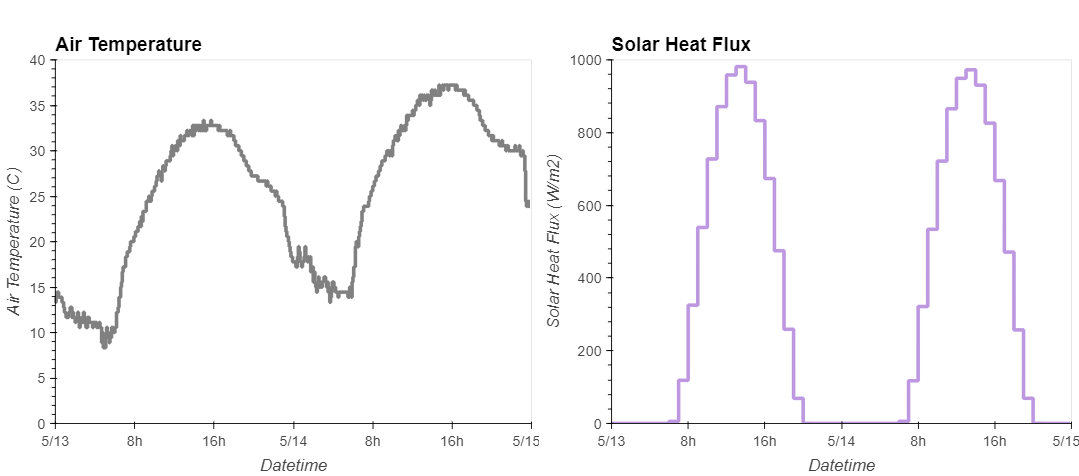 Air Temperature
Air Temperature (C)
40
35
30
25
20
15
10
5
0
5/13
8h
16h
5/14
8h
16h
5/15
Datetime
Solar Heat Flux
Solar Heat Flux (W/m2)
1000
800
600
400
200
0
5/13
8h
16h
5/14
8h
16h
5/15
Datetime